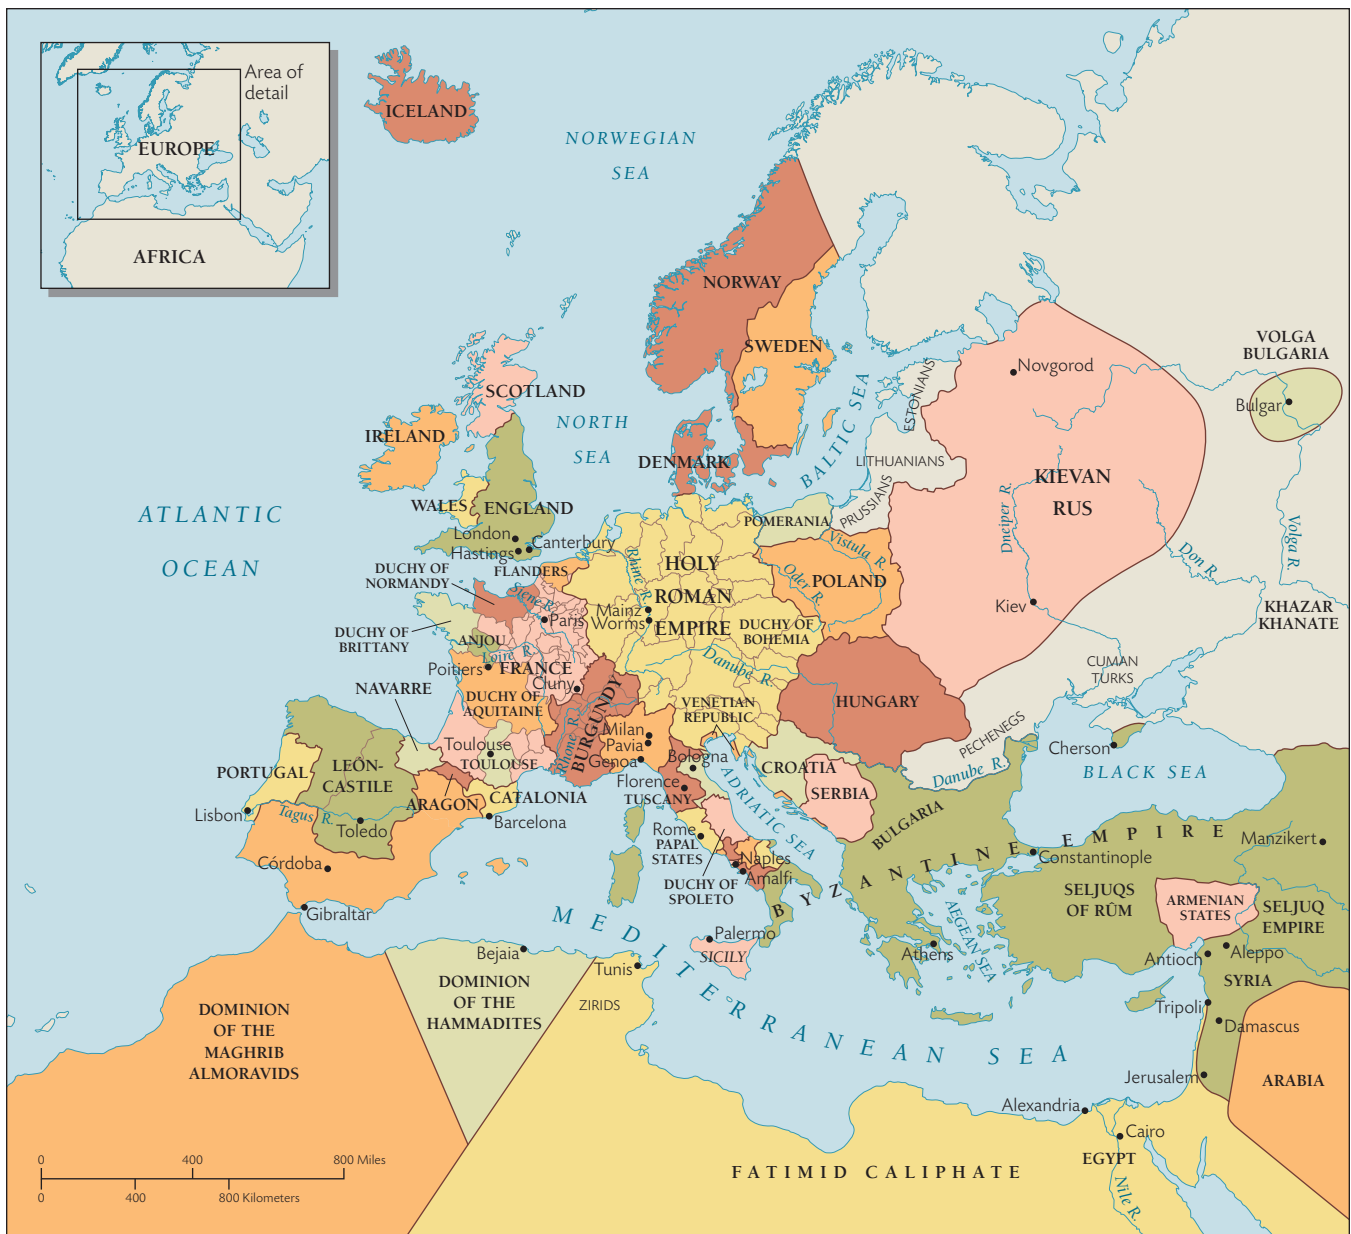 Area of
detail
EUROPE
AFRICA
ICELAND
NORWEGIAN
SEA
NORWAY
SWEDEN
VOLGA
BULGARIA
Novgorod
Bulgar
SCOTLAND
NORTH
SEA
IRELAND
DENMARK
BALTIC SEA
ESTONIANS
LITHUANIANS
PRUSSIANS
KIEVAN
RUS
Dneiper R.
Don R.
Volga R.
ATLANTIC
OCEAN
WALES
ENGLAND
London
Hastings
Canterbury
FLANDERS
POMERANIA
Vistula R.
Oder R.
POLAND
HOLY
ROMAN
EMPIRE
Rhine R.
Mainz
Worms
DUCHY OF
BOHEMIA
Kiev
KHAZAR
KHANATE
DUCHY OF
NORMANDY
Siene R.
Paris
DUCHY OF
BRITTANY
ANJOU
Loire R.
Poitiers
FRANCE
Cluny
Danube R.
CUMAN
TURKS
NAVARRE
DUCHY OF
AQUITAINE
BURGUNDY
Rhone R.
VENETIAN
REPUBLIC
HUNGARY
PECHENEGS
Cherson
Milan
Pavia
Genoa
Bologna
Toulouse
TOULOUSE
CROATIA
SERBIA
Danube R.
BLACK SEA
PORTUGAL
LEÓN-
CASTILE
ARAGON
CATALONIA
Barcelona
Florence
TUSCANY
ADRIATIC SEA
BULGARIA
Lisbon
Tagus R.
Toledo
Rome
PAPAL
STATES
BYZANTINE EMPIRE
Manzikert
Constantinople
Córdoba
Naples
Amalfi
DUCHY OF
SPOLETO
SELJUQS
OF RÛM
ARMENIAN
STATES
SELJUQ
EMPIRE
Gibraltar
MEDITERRANEAN SEA
Palermo
SICILY
AEGEAN SEA
Athens
Antioch
Aleppo
SYRIA
Bejaia
Tunis
DOMINION
OF THE
HAMMADITES
ZIRIDS
DOMINION
OF THE
MAGHRIB
ALMORAVIDS
Tripoli
Damascus
Jerusalem
ARABIA
Alexandria
Cairo
EGYPT
Nile R.
FATIMID CALIPHATE
0 400 800 Miles
0 400 800 Kilometers